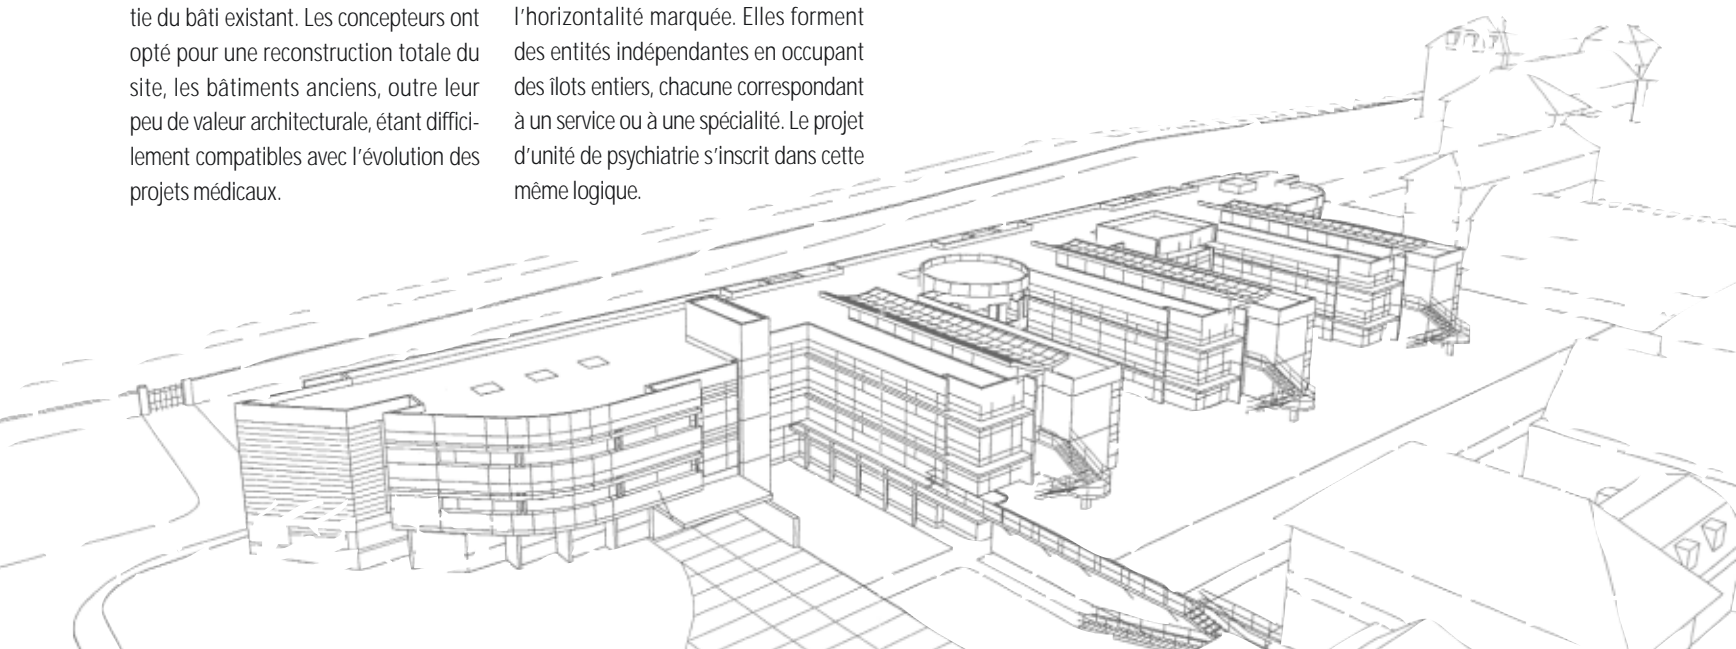 tie du bâti existant. Les concepteurs ont
opté pour une reconstruction totale du
site, les bâtiments anciens, outre leur
peu de valeur architecturale, étant diffici-
lement compatibles avec l'évolution des
projets médicaux.
l'horizontalité marquée. Elles forment
des entités indépendantes en occupant
des îlots entiers, chacune correspondant
à un service ou à une spécialité. Le projet
d'unité de psychiatrie s'inscrit dans cette
même logique.